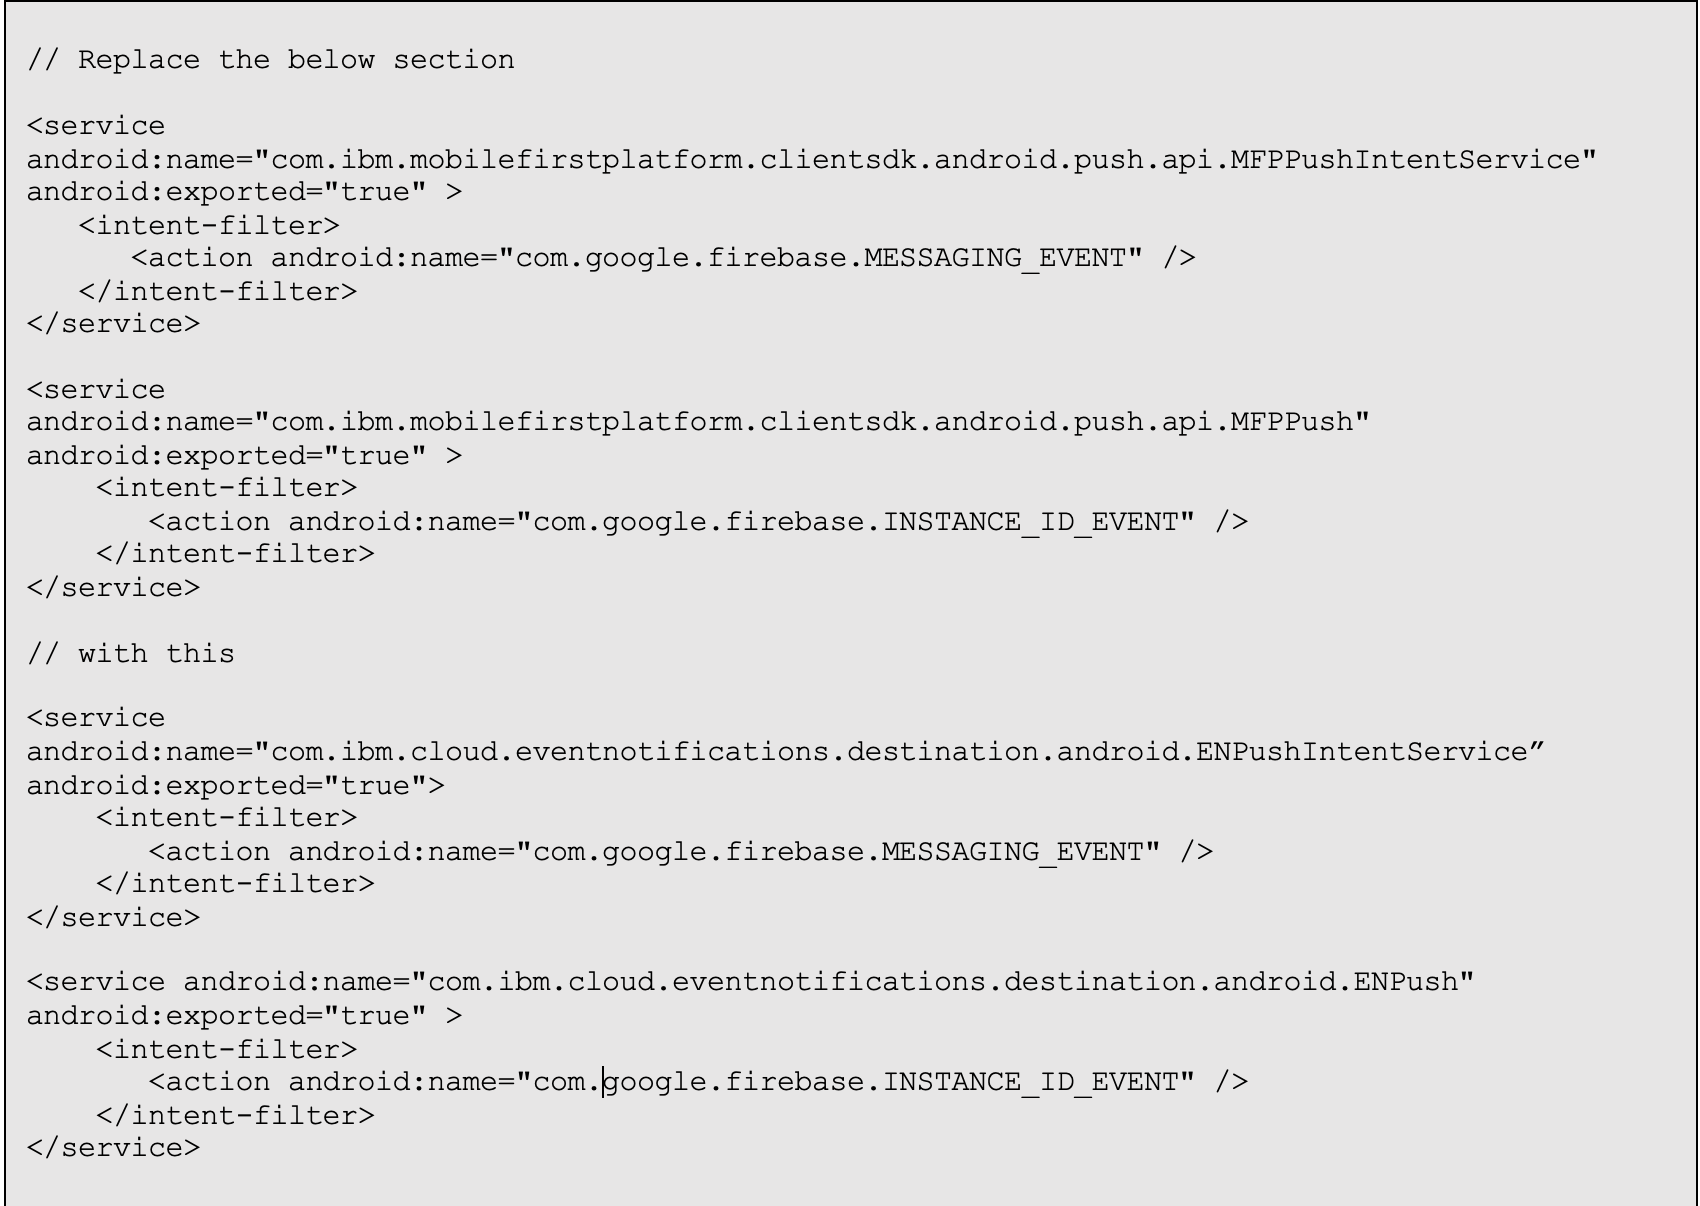 // Replace the below section
<service
android:name="com.ibm.mobilefirstplatform.clientsdk.android.push.api.MFPPushIntentService"
android:exported="true" >
   <intent-filter>
      <action android:name="com.google.firebase.MESSAGING_EVENT" />
   </intent-filter>
</service>
<service
android:name="com.ibm.mobilefirstplatform.clientsdk.android.push.api.MFPPush"
android:exported="true" >
    <intent-filter>
       <action android:name="com.google.firebase.INSTANCE_ID_EVENT" />
    </intent-filter>
</service>
// with this
<service
android:name="com.ibm.cloud.eventnotifications.destination.android.ENPushIntentService”
android:exported="true">
    <intent-filter>
       <action android:name="com.google.firebase.MESSAGING_EVENT" />
    </intent-filter>
</service>
<service android:name="com.ibm.cloud.eventnotifications.destination.android.ENPush"
android:exported="true" >
    <intent-filter>
       <action android:name="com.google.firebase.INSTANCE_ID_EVENT" />
    </intent-filter>
</service>